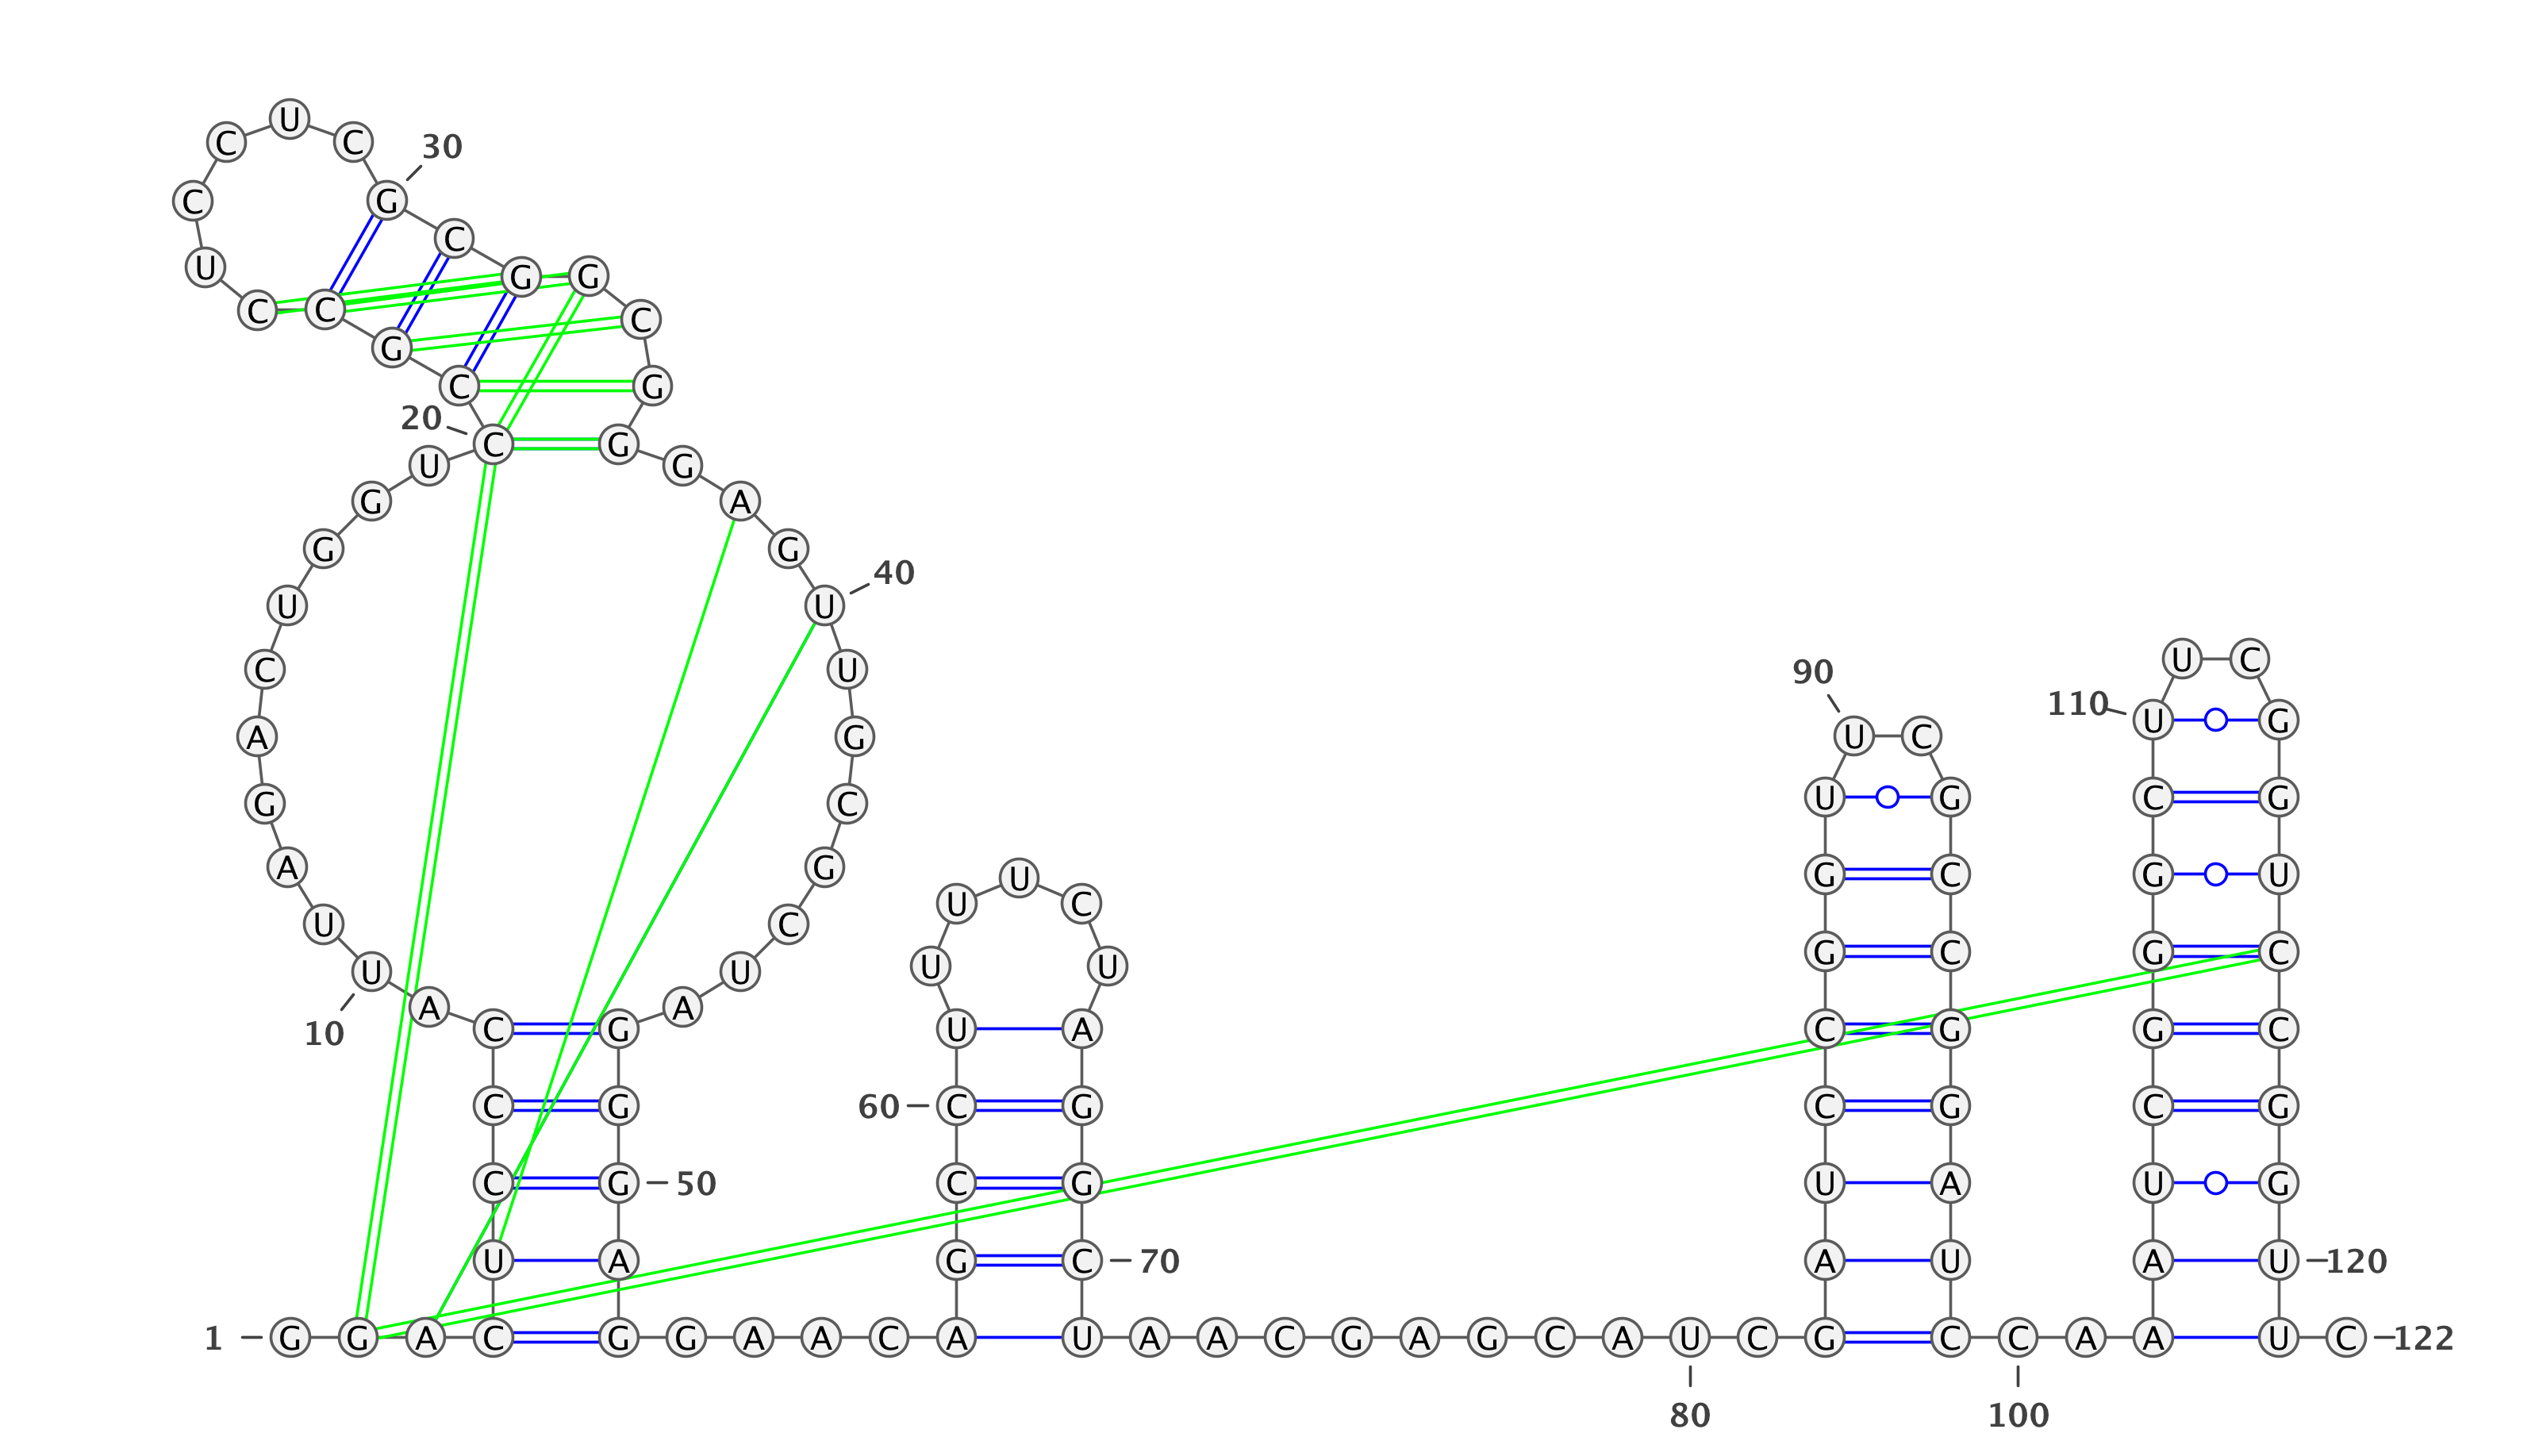 U
C C 30
C G
C
U G G
C C C
G
C G
20 C G
U G
G A
G G
40
U U
U C
C U
90
110 U G
A G U C
G C U G C G
A G U G C G U
U C
U C
U U G C G C
U U
A A
10 C G U A C G G C
C G 60 C G C G C G
C G 50 C G U A U G
U A G C 70 A U A U 120
1 G G A C G G A A C A U A A C G A G C A U C G C C A A U C 122
80 100